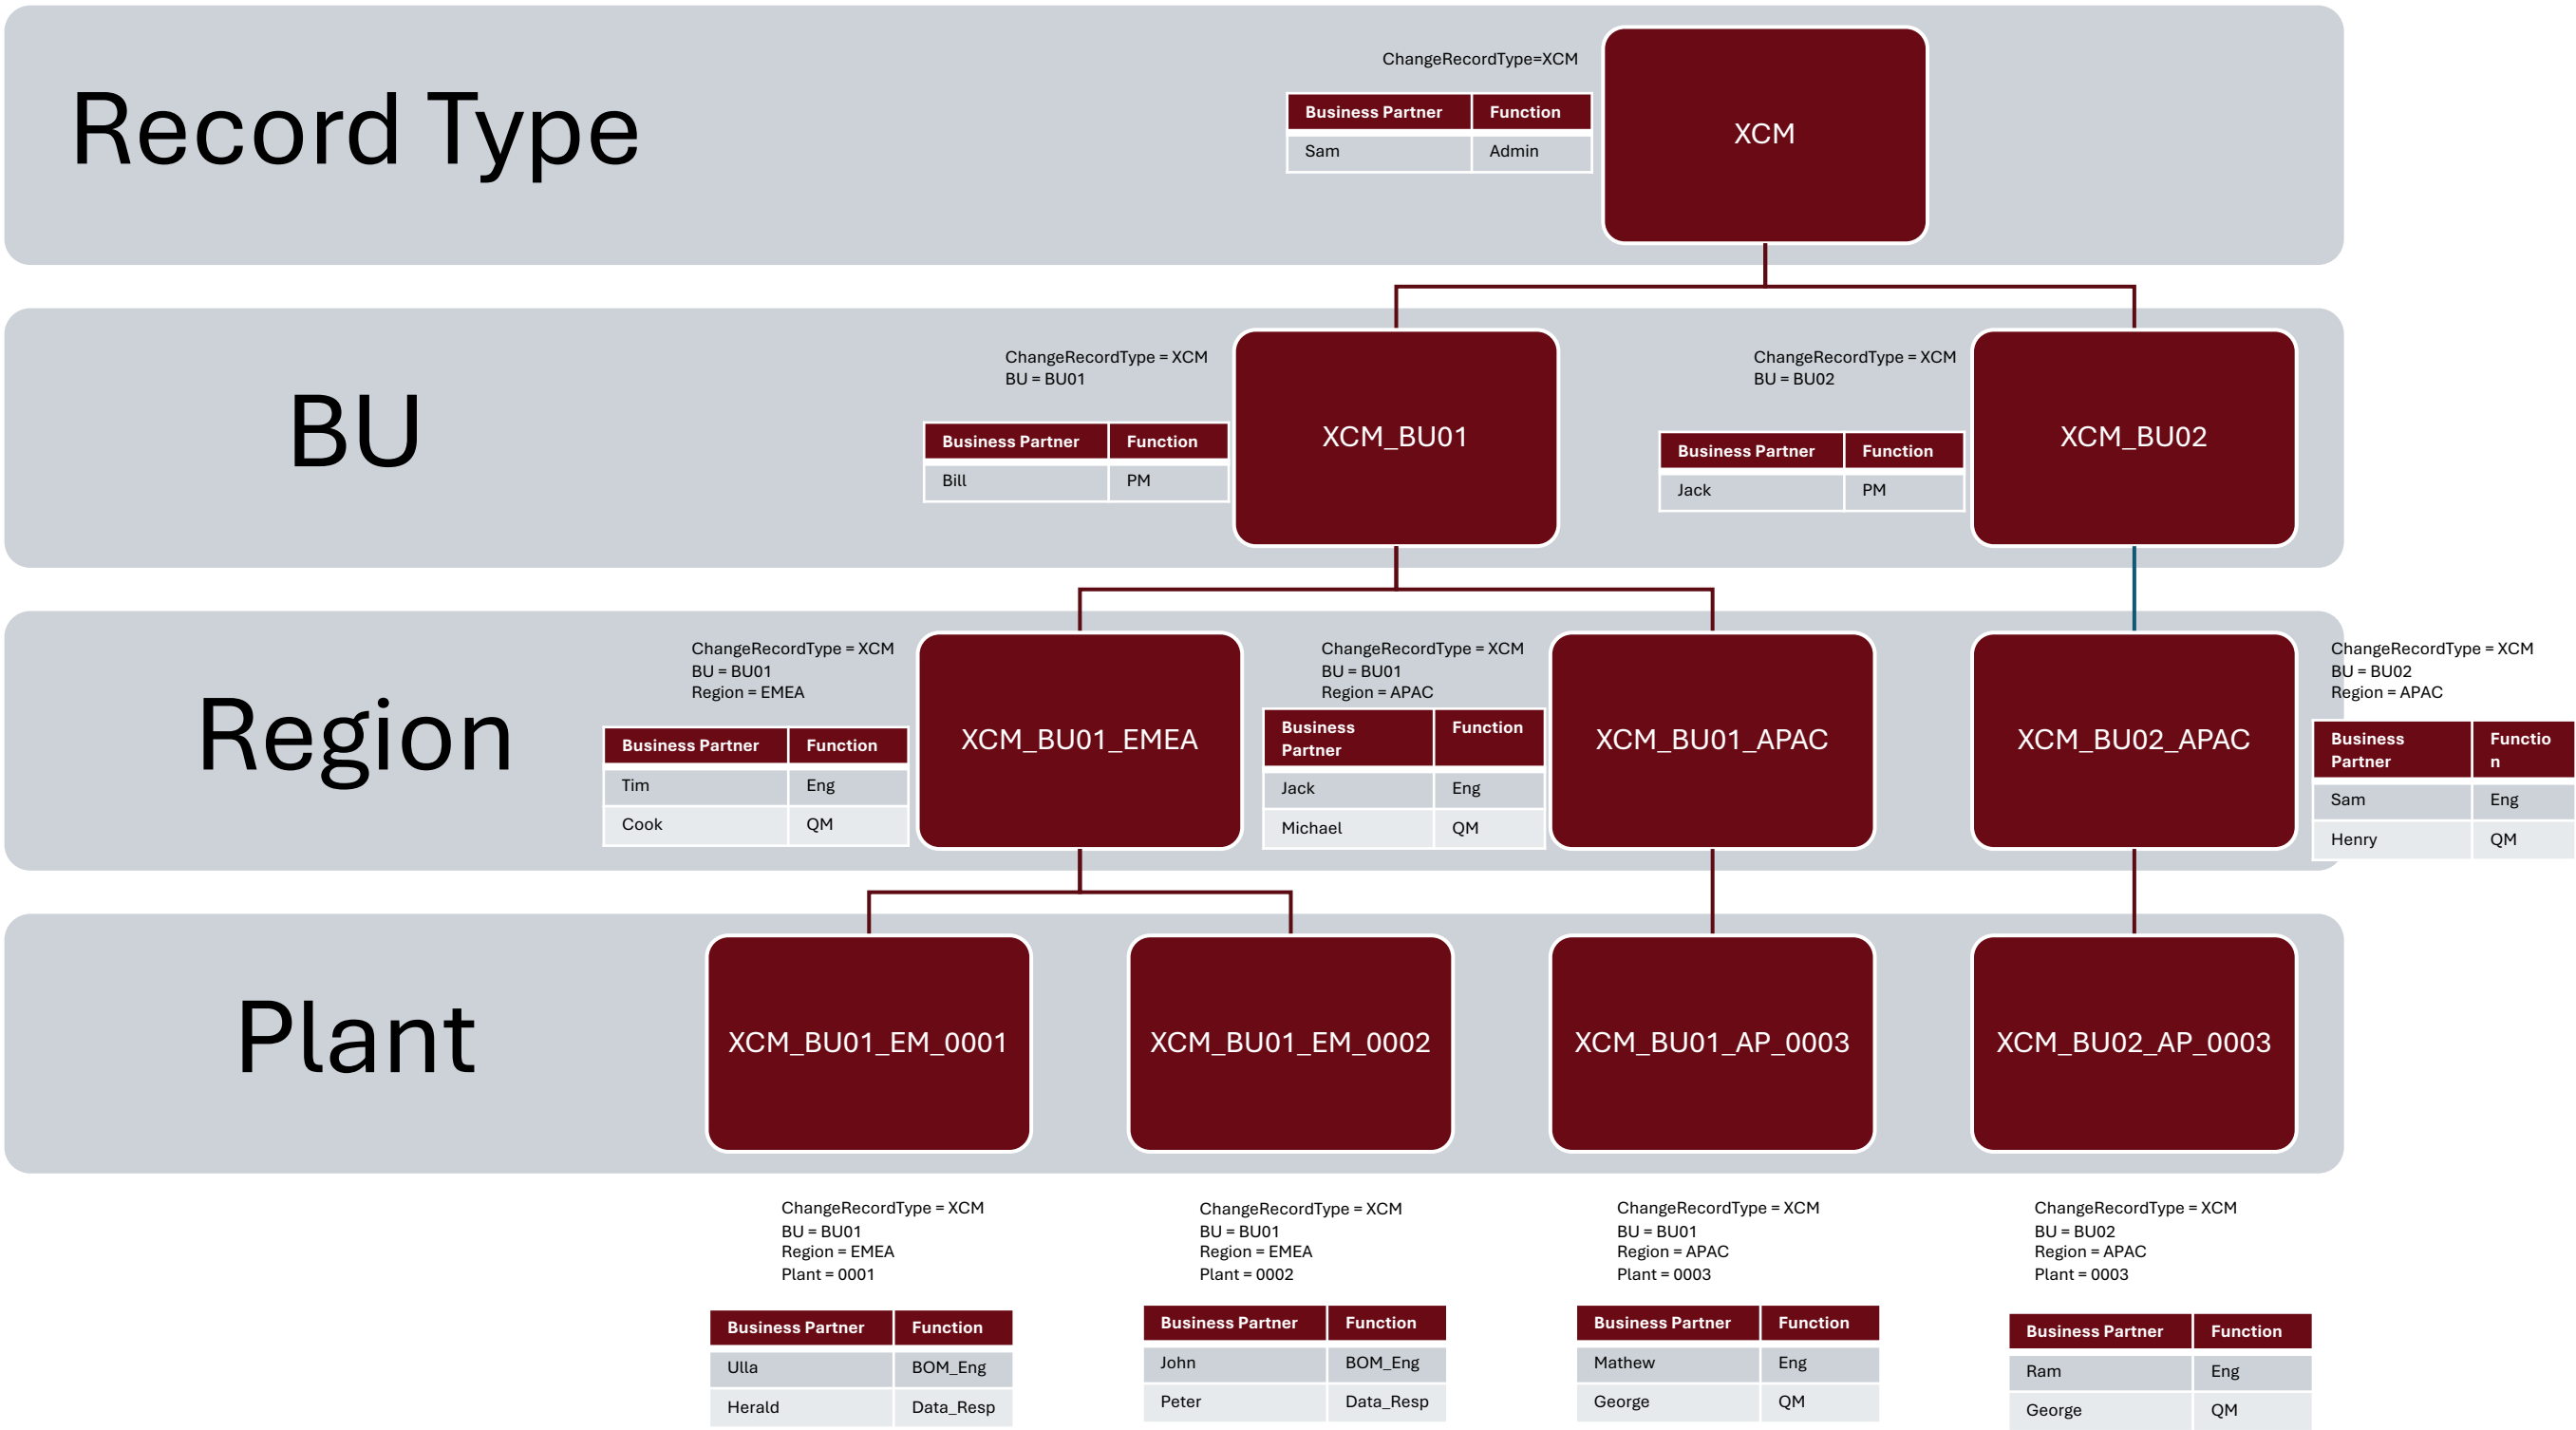 Record Type
ChangeRecordType=XCM
Business Partner Function
Sam Admin
XCM
BU
ChangeRecordType = XCM
BU = BU01
Business Partner Function
Bill PM
XCM_BU01
ChangeRecordType = XCM
BU = BU02
Business Partner Function
Jack PM
XCM_BU02
Region
ChangeRecordType = XCM
BU = BU01
Region = EMEA
Business Partner Function
Tim Eng
Cook QM
XCM_BU01_EMEA
ChangeRecordType = XCM
BU = BU01
Region = APAC
Business Function
Partner
Jack Eng
Michael QM
XCM_BU01_APAC
XCM_BU02_APAC
ChangeRecordType = XCM
BU = BU02
Region = APAC
Business Functio
Partner n
Sam Eng
Henry QM
Plant
XCM_BU01_EM_0001
XCM_BU01_EM_0002
XCM_BU01_AP_0003
XCM_BU02_AP_0003
ChangeRecordType = XCM
BU = BU01
Region = EMEA
Plant = 0001
Business Partner Function
Ulla BOM_Eng
Herald Data_Resp
ChangeRecordType = XCM
BU = BU01
Region = EMEA
Plant = 0002
Business Partner Function
John BOM_Eng
Peter Data_Resp
ChangeRecordType = XCM
BU = BU01
Region = APAC
Plant = 0003
Business Partner Function
Mathew Eng
George QM
ChangeRecordType = XCM
BU = BU02
Region = APAC
Plant = 0003
Business Partner Function
Ram Eng
George QM